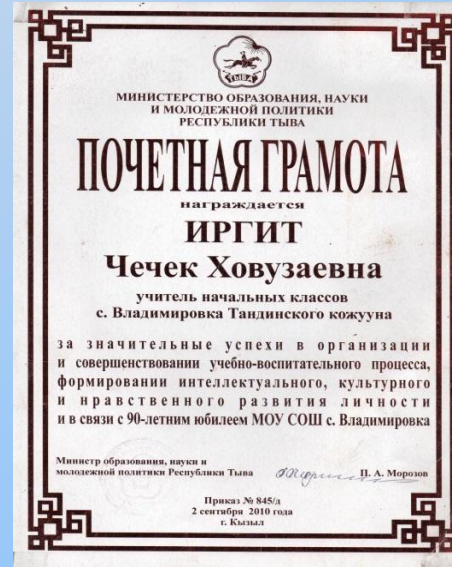 ТЫВА
МИНИСТЕРСТВО ОБРАЗОВАНИЯ, НАУКИ
И МОЛОДЕЖНОЙ ПОЛИТИКИ
РЕСПУБЛИКИ ТЫВА
ПОЧЕТНАЯ ГРАМОТА
награждается
ИРГИТ
Чечек Ховузаевна
учитель начальных классов
с. Владимировка Тандинского кожууна
за значительные успехи в организации
и совершенствовании учебно-воспитательного процесса,
формировании интеллектуального, культурного
и нравственного развития личности
и в связи с 90-летним юбилеем МОУ СОШ с. Владимировка
Министр образования, науки и
молодежной политики Республики Тыва П. А. Морозов
Приказ № 845/д
2 сентября 2010 года
г. Кызыл